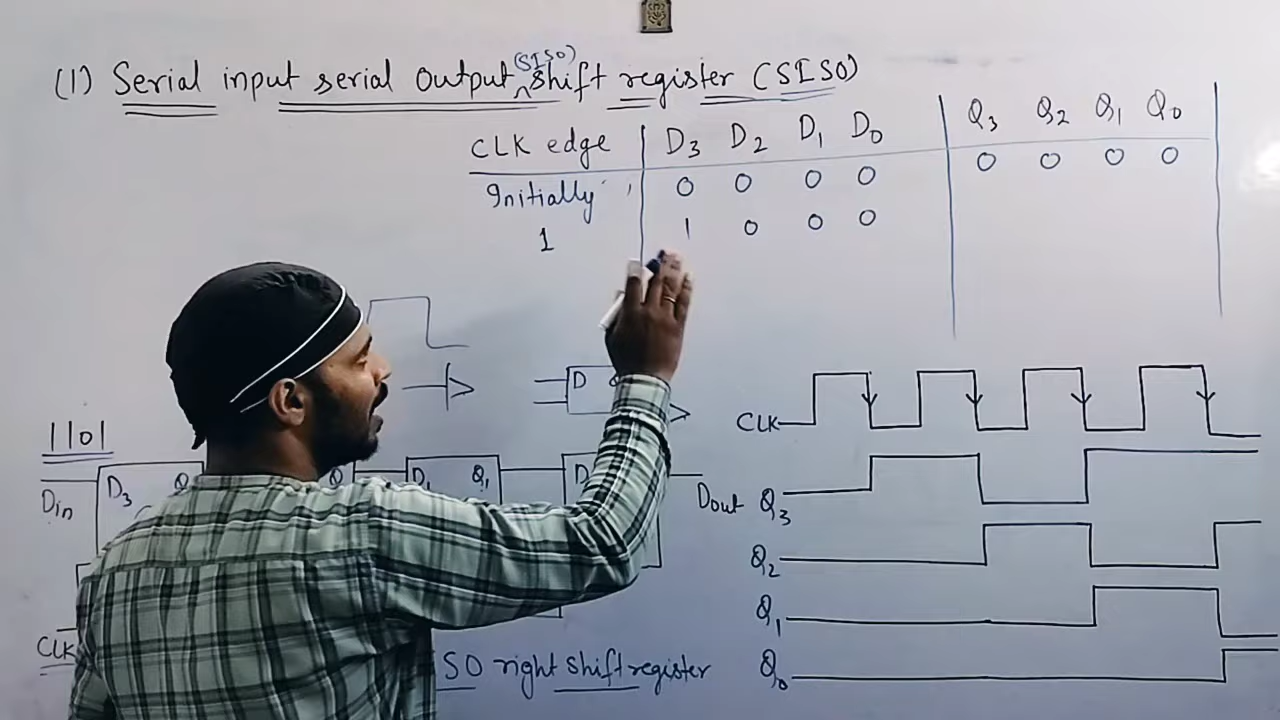 (1) Serial input serial output (SISO) shift register (SISO)
CLK edge D3 D2 D1 D0 Q3 Q2 Q1 Q0
Initially 0 0 0 0 0 0 0 0
1 1 0 0 0
1101
Din D3 Q Q D1 Q1 D Dout
D
CLK
Q3
Q2
Q1
Q0
CLK
SO right shift register